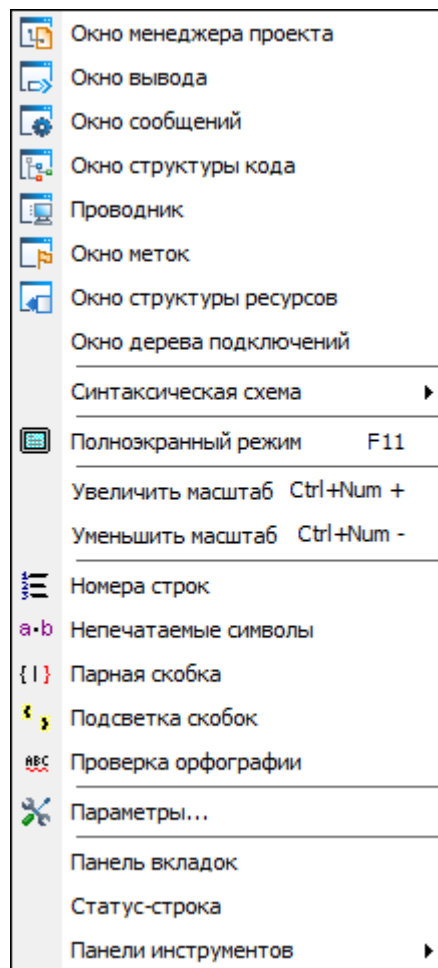 Окно менеджера проекта
Окно вывода
Окно сообщений
Окно структуры кода
Проводник
Окно меток
Окно структуры ресурсов
Окно дерева подключений
Синтаксическая схема
Полноэкранный режим F11
Увеличить масштаб Ctrl+Num +
Уменьшить масштаб Ctrl+Num -
Номера строк
a·b Непечатаемые символы
{|} Парная скобка
Подсветка скобок
ABC Проверка орфографии
Параметры...
Панель вкладок
Статус-строка
Панели инструментов